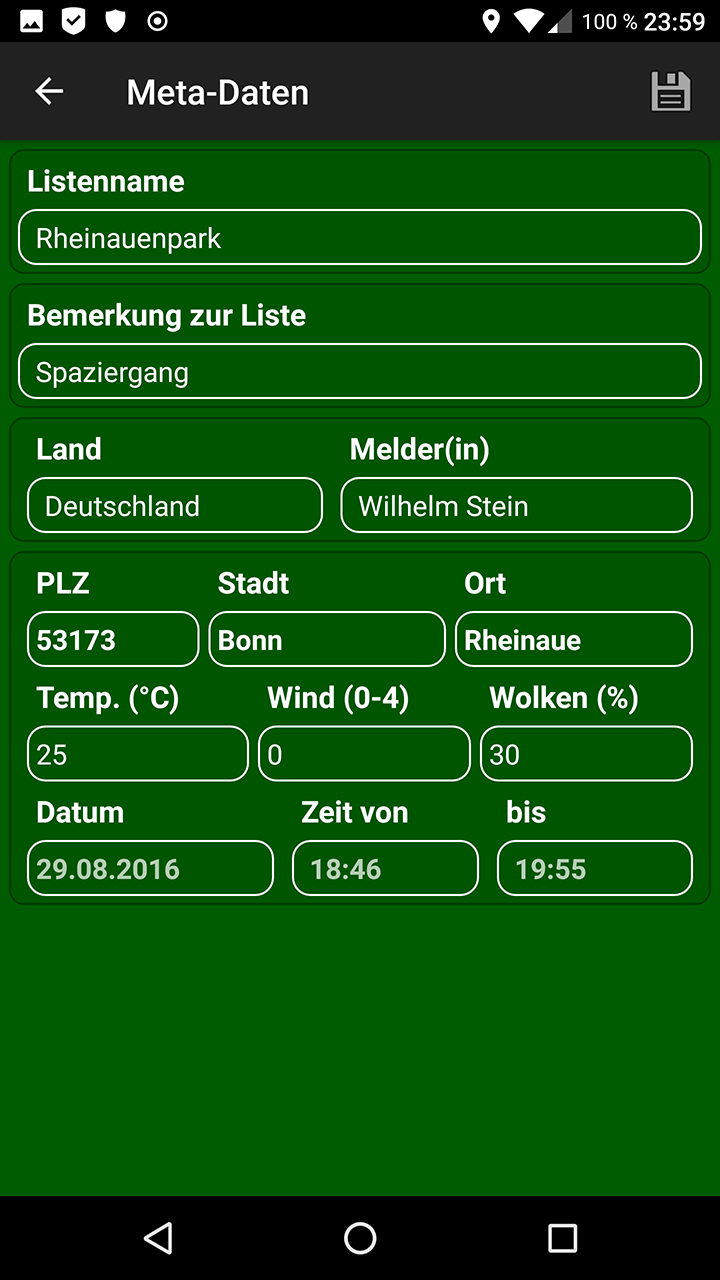 100 % 23:59
Meta-Daten
Listenname
Rheinauenpark
Bemerkung zur Liste
Spaziergang
Land Melder(in)
Deutschland Wilhelm Stein
PLZ Stadt Ort
53173 Bonn Rheinaue
Temp. (°C) Wind (0-4) Wolken (%)
25 0 30
Datum Zeit von bis
29.08.2016 18:46 19:55